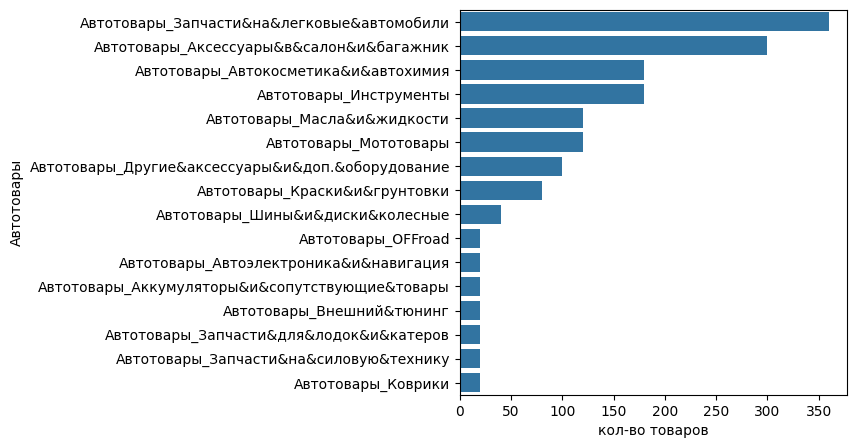 Автотовары_Запчасти&на&легковые&автомобили
Автотовары_Аксессуары&в&салон&и&багажник
Автотовары_Автокосметика&и&автохимия
Автотовары_Инструменты
Автотовары_Масла&и&жидкости
Автотовары_Мототовары
Автотовары_Другие&аксессуары&и&доп.&оборудование
Автотовары_Краски&и&грунтовки
Автотовары_Шины&и&диски&колесные
Автотовары_OFFroad
Автотовары_Автоэлектроника&и&навигация
Автотовары_Аккумуляторы&и&сопутствующие&товары
Автотовары_Внешний&тюнинг
Автотовары_Запчасти&для&лодок&и&катеров
Автотовары_Запчасти&на&силовую&технику
Автотовары_Коврики
Автотовары
0 50 100 150 200 250 300 350
кол-во товаров